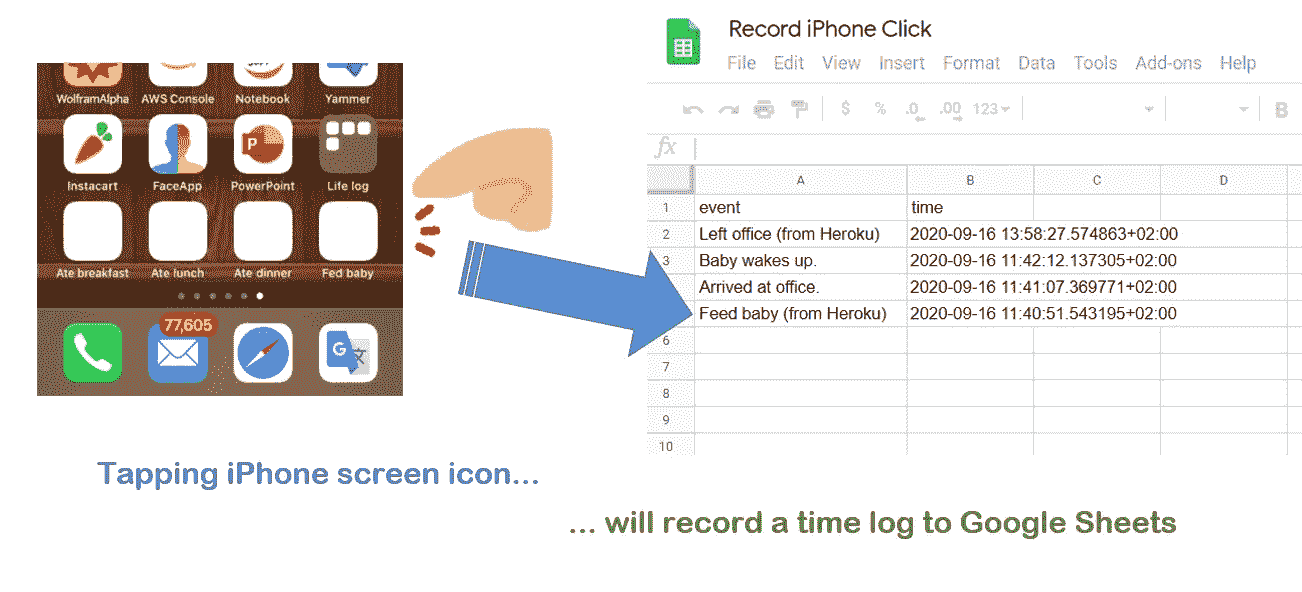 WolframAlpha AWS Console Notebook Yammer
Instacart FaceApp PowerPoint Life log
Ate breakfast Ate lunch Ate dinner Fed baby
77,605
Tapping iPhone screen icon...
Record iPhone Click
File Edit View Insert Format Data Tools Add-ons Help
$ % .0 .00 123 B
fx
A B C D
1 event time
2 Left office (from Heroku) 2020-09-16 13:58:27.574863+02:00
3 Baby wakes up. 2020-09-16 11:42:12.137305+02:00
Arrived at office. 2020-09-16 11:41:07.369771+02:00
Feed baby (from Heroku) 2020-09-16 11:40:51.543195+02:00
6
7
8
9
10
... will record a time log to Google Sheets